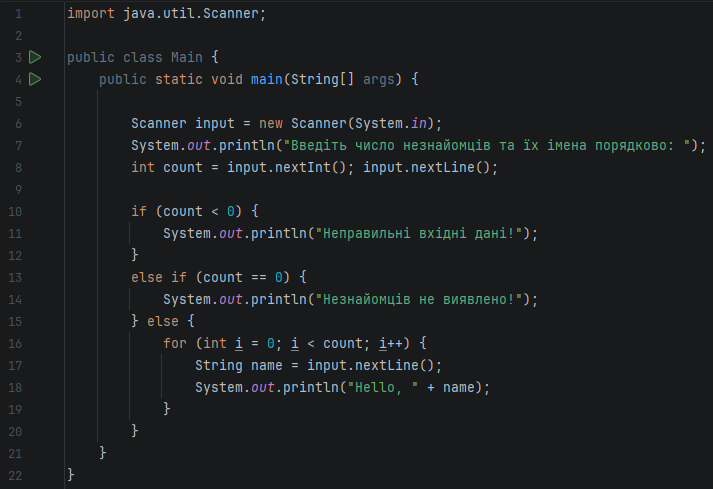 1 import java.util.Scanner;
2
3 public class Main {
4     public static void main(String[] args) {
5
6         Scanner input = new Scanner(System.in);
7         System.out.println("Введіть число незнайомців та їх імена порядково: ");
8         int count = input.nextInt(); input.nextLine();
9
10         if (count < 0) {
11             System.out.println("Неправильні вхідні дані!");
12         }
13         else if (count == 0) {
14             System.out.println("Незнайомців не виявлено!");
15         } else {
16             for (int i = 0; i < count; i++) {
17                 String name = input.nextLine();
18                 System.out.println("Hello, " + name);
19             }
20         }
21     }
22 }